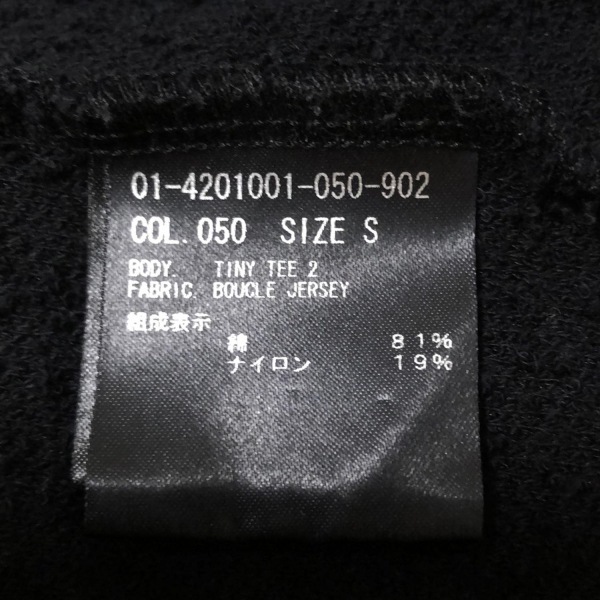 01-4201001-050-902
COL. 050 SIZE S
BODY. TINY TEE 2
FABRIC. BOUCLE JERSEY
組成表示
綿 81%
ナイロン 19%